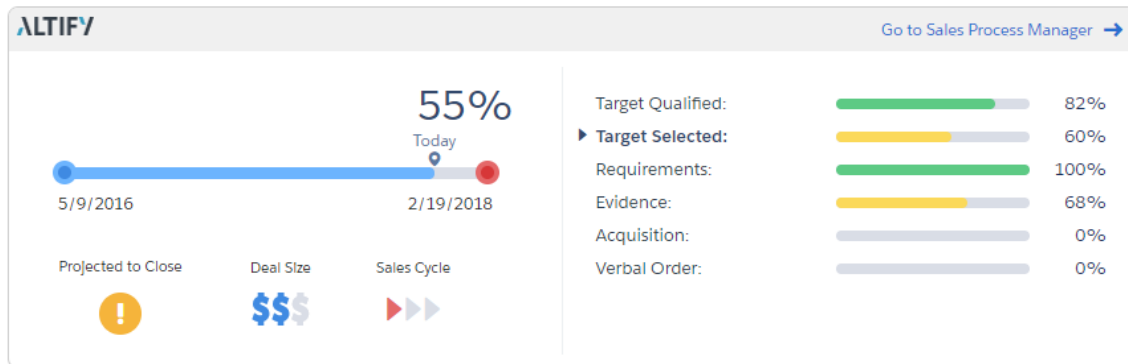 ALTIFY
Go to Sales Process Manager →
55%
Today
5/9/2016
2/19/2018
Projected to Close
Deal Size
Sales Cycle
!
$$$
Target Qualified: 82%
Target Selected: 60%
Requirements: 100%
Evidence: 68%
Acquisition: 0%
Verbal Order: 0%